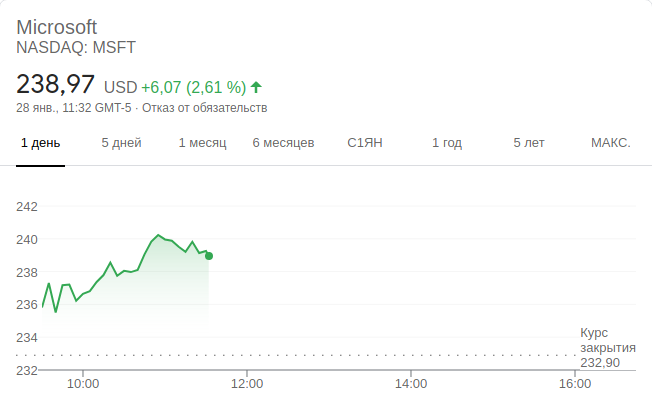 Microsoft
NASDAQ: MSFT
238,97 USD +6,07 (2,61 %)
28 янв., 11:32 GMT-5 · Отказ от обязательств
1 день 5 дней 1 месяц 6 месяцев С1ЯН 1 год 5 лет МАКС.
242
240
238
236
234
232
Курс
закрытия
232,90
10:00 12:00 14:00 16:00